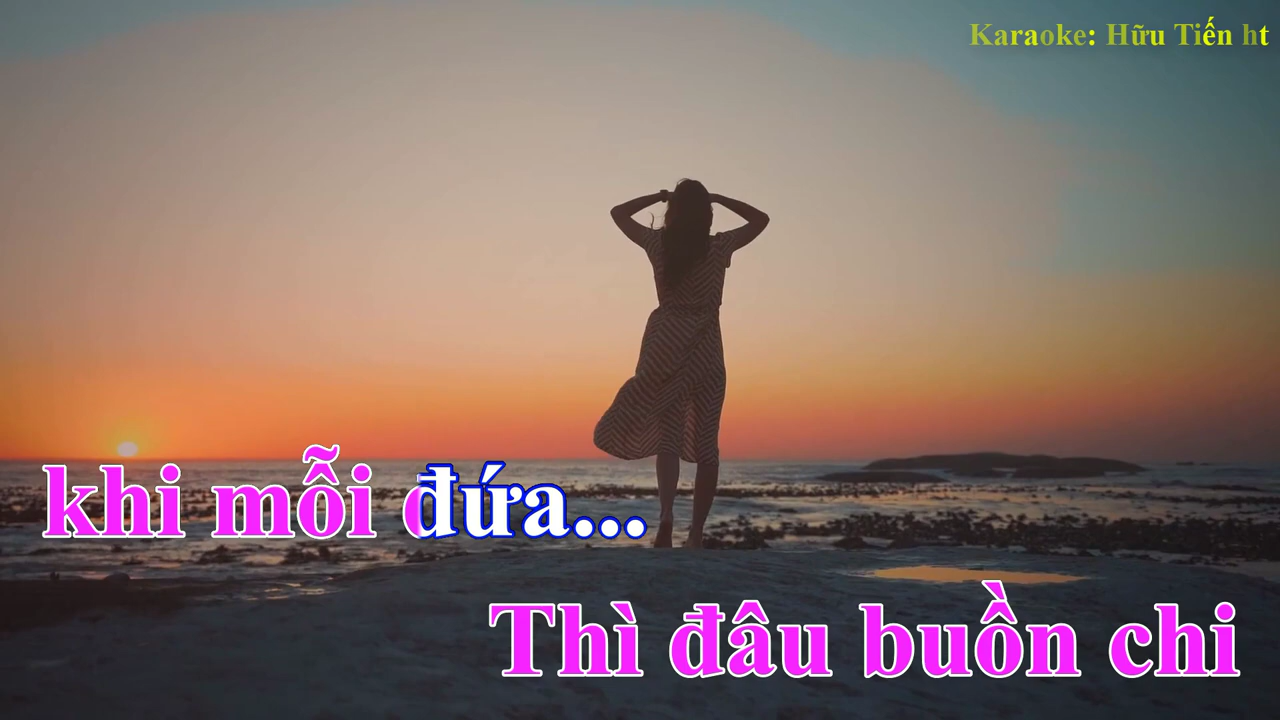 Karaoke: Hữu Tiến ht
khi mỗi đứa...
Thì đâu buồn chi